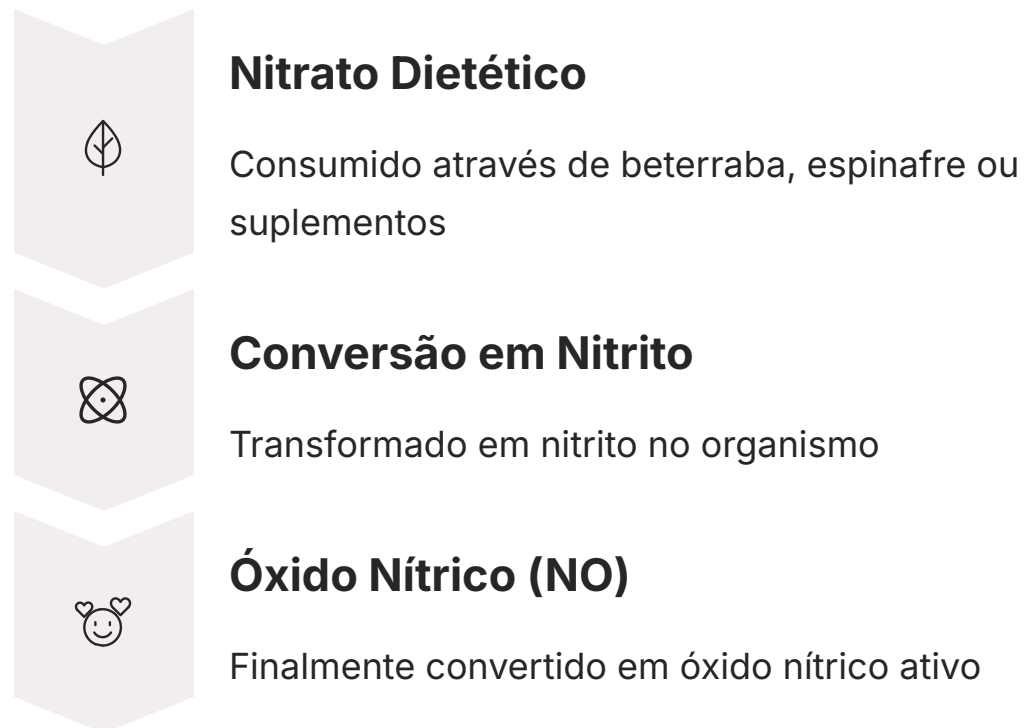 Nitrato Dietético
Consumido através de beterraba, espinafre ou
suplementos
Conversão em Nitrito
Transformado em nitrito no organismo
Óxido Nítrico (NO)
Finalmente convertido em óxido nítrico ativo